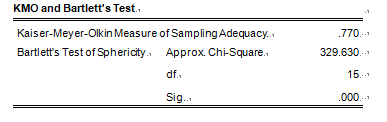 KMO and Bartlett's Test
Kaiser-Meyer-Olkin Measure of Sampling Adequacy. .770
Bartlett's Test of Sphericity Approx. Chi-Square 329.630
df 15
Sig. .000